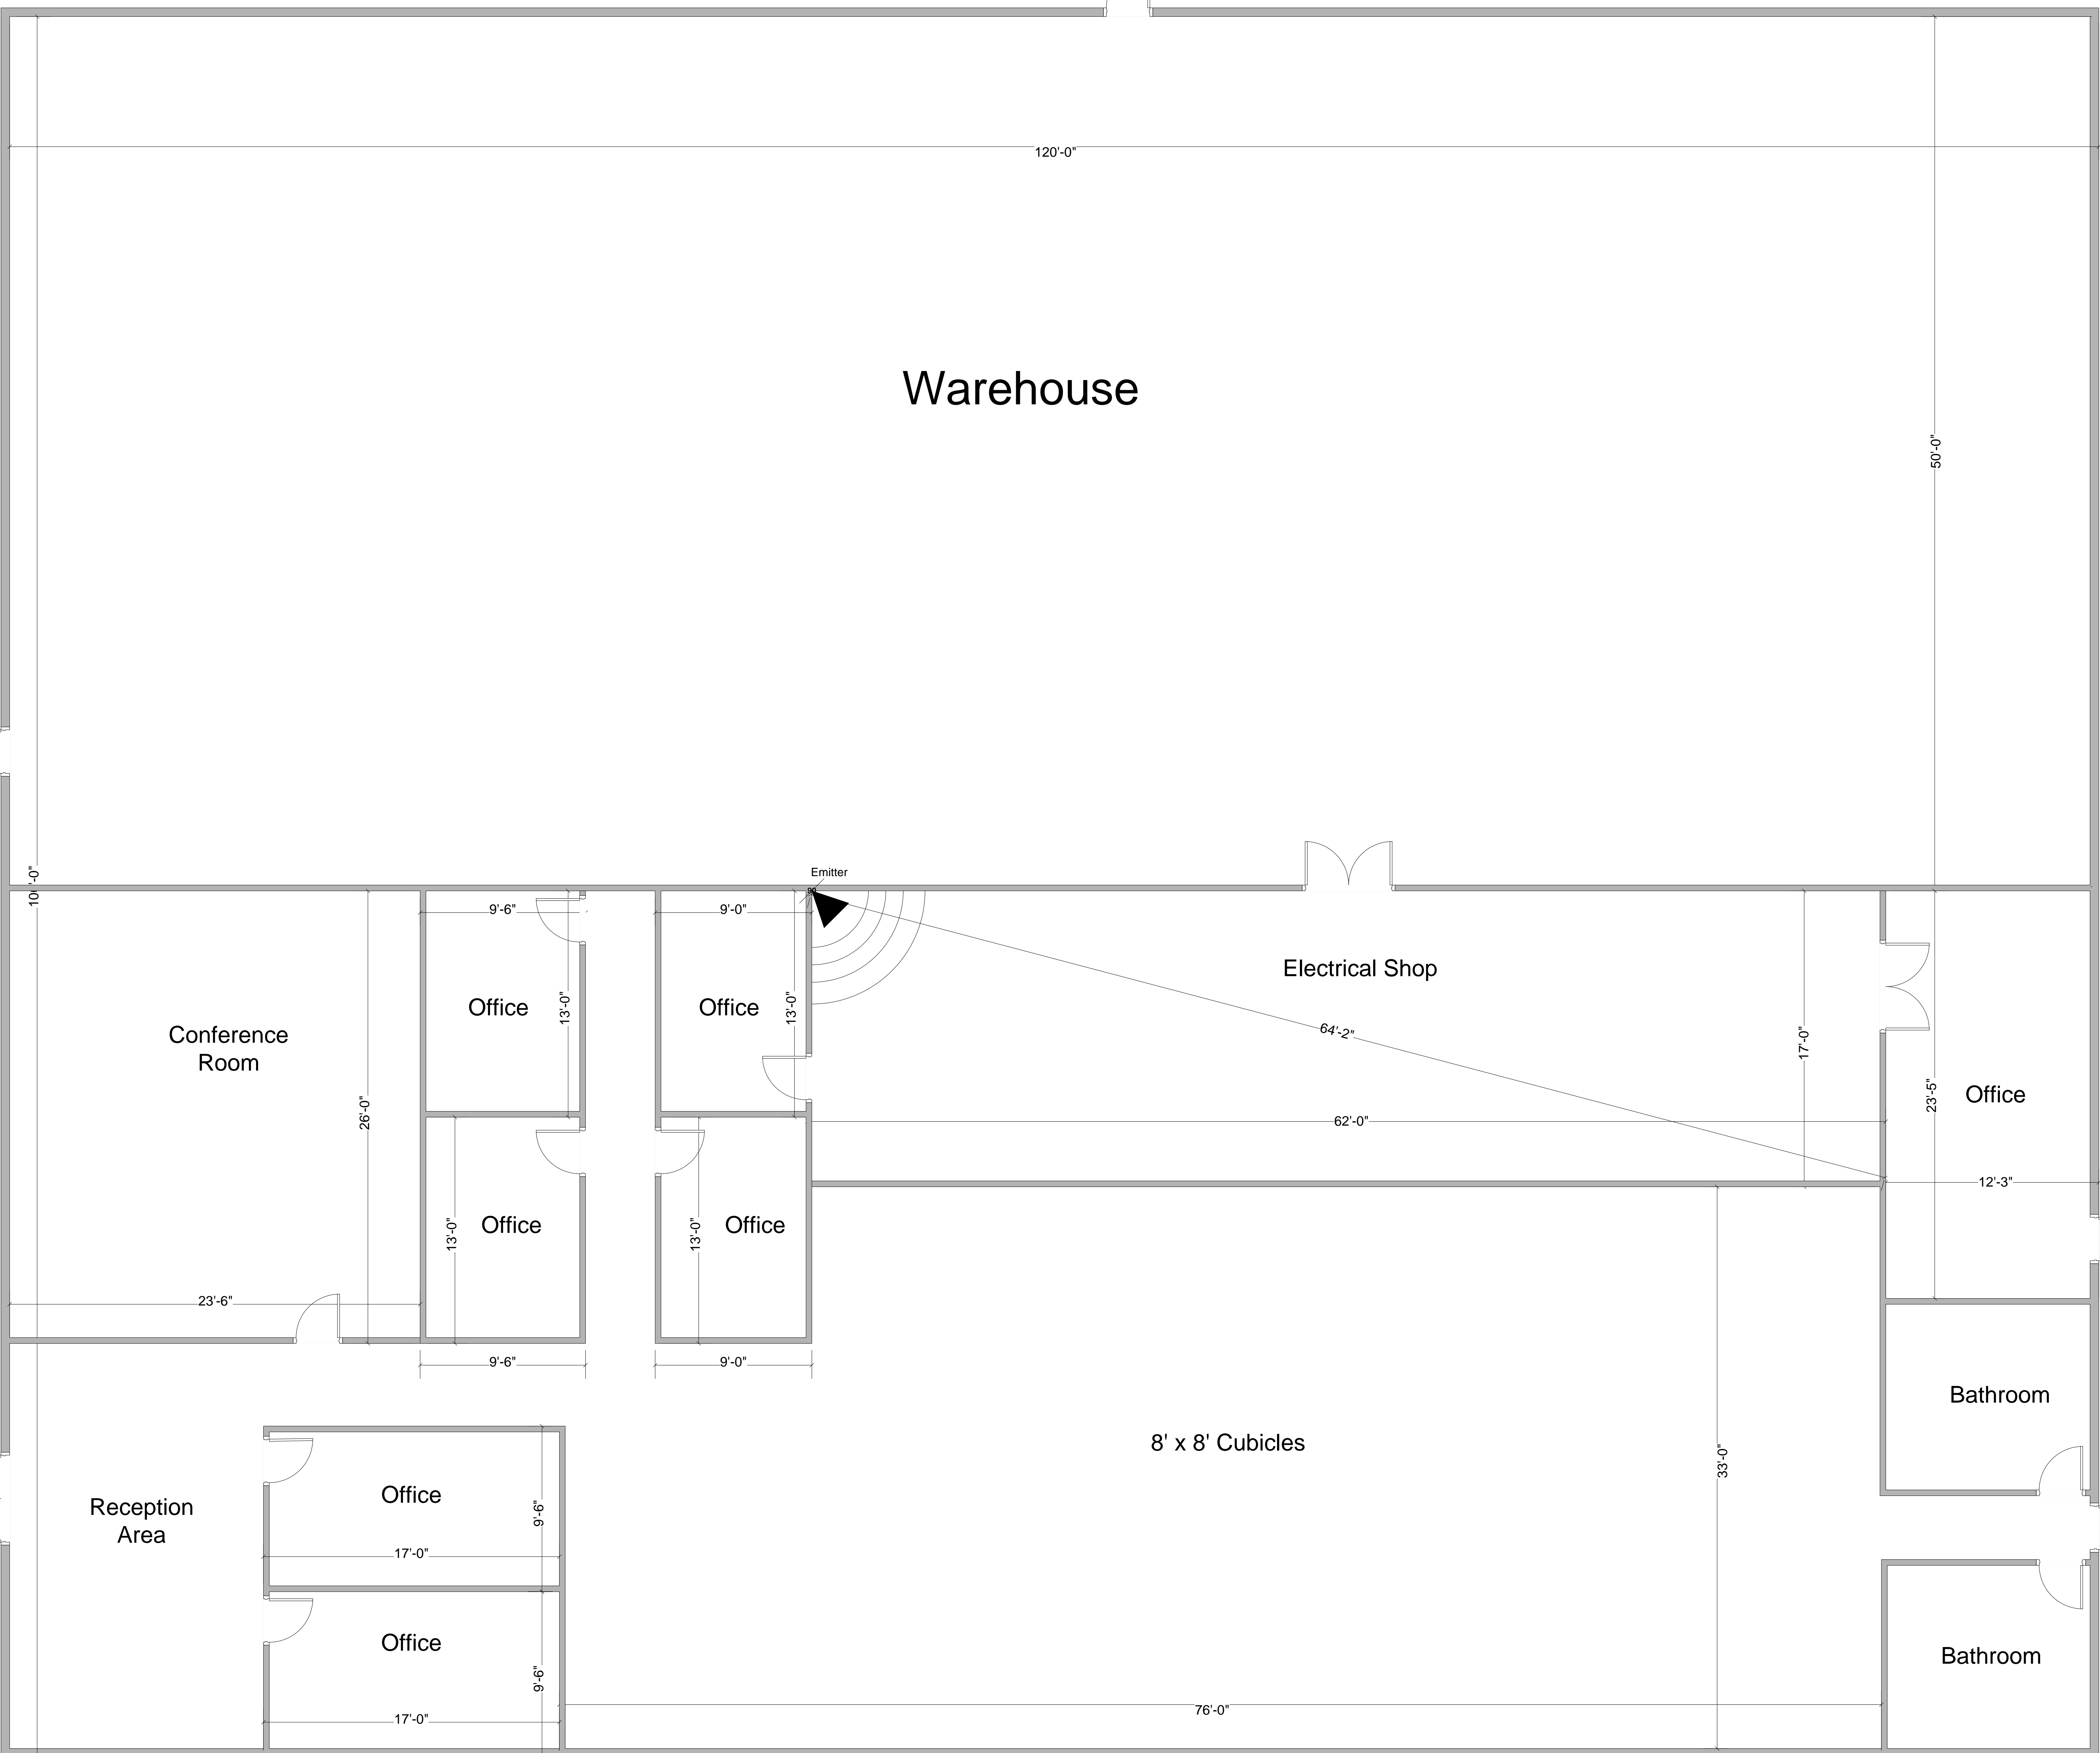 120'-0"
Warehouse
50'-0"
Emitter
9'-6"
9'-0"
Electrical Shop
Office
13'-0"
Office
13'-0"
Conference
Room
64'-2"
17'-0"
26'-0"
62'-0"
23'-5"
Office
12'-3"
13'-0"
Office
13'-0"
Office
23'-6"
9'-6"
9'-0"
Bathroom
8' x 8' Cubicles
33'-0"
Office
9'-6"
Reception
Area
17'-0"
Office
9'-6"
Bathroom
17'-0"
76'-0"